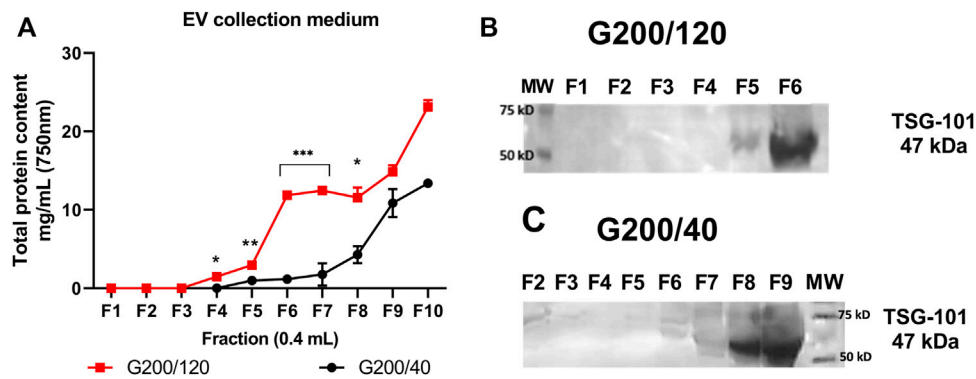 A
EV collection medium
Total protein content
mg/mL (750nm)
30
20
10
0
*
**
***
*
F1 F2 F3 F4 F5 F6 F7 F8 F9 F10
Fraction (0.4 mL)
G200/120 G200/40
B
G200/120
MW F1 F2 F3 F4 F5 F6
75 kD
50 kD
TSG-101
47 kDa
C
G200/40
F2 F3 F4 F5 F6 F7 F8 F9 MW
75 kD
50 kD
TSG-101
47 kDa